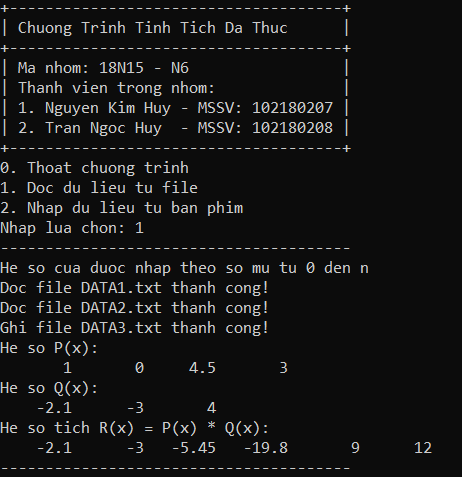 +----------------------------------+
| Chuong Trinh Tinh Tich Da Thuc      |
+----------------------------------+
| Ma nhom: 18N15 - N6                |
| Thanh vien trong nhom:             |
| 1. Nguyen Kim Huy - MSSV: 102180207 |
| 2. Tran Ngoc Huy  - MSSV: 102180208 |
+----------------------------------+
0. Thoat chuong trinh
1. Doc du lieu tu file
2. Nhap du lieu tu ban phim
Nhap lua chon: 1
-----------------------------------
He so cua duoc nhap theo so mu tu 0 den n
Doc file DATA1.txt thanh cong!
Doc file DATA2.txt thanh cong!
Ghi file DATA3.txt thanh cong!
He so P(x):
1 0 4.5 3
He so Q(x):
-2.1 -3 4
He so tich R(x) = P(x) * Q(x):
-2.1 -3 -5.45 -19.8 9 12
-----------------------------------